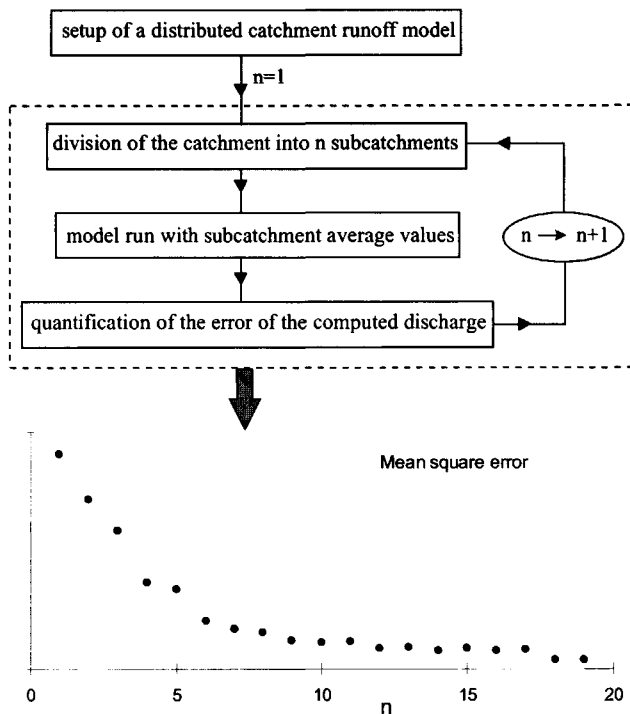 setup of a distributed catchment runoff model
n=1
division of the catchment into n subcatchments
model run with subcatchment average values
n → n+1
quantification of the error of the computed discharge
Mean square error
0 5 10 15 20
n